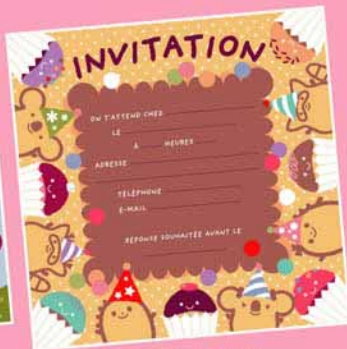 INVITATION
ON T'ATTEND CHEZ
LE
À HEURES
ADRESSE
TÉLÉPHONE
E-MAIL
RÉPONSE SOUHAITÉE AVANT LE